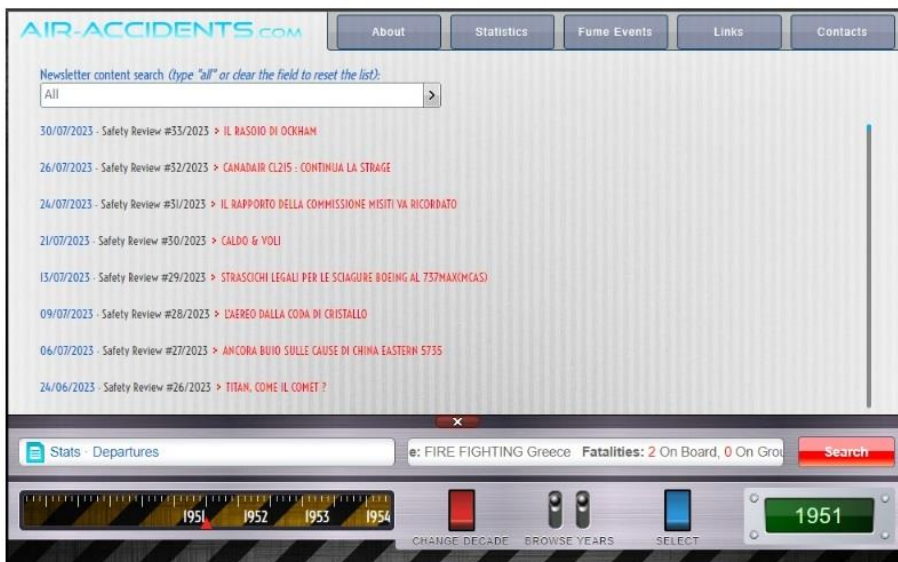 AIR-ACCIDENTS.COM
About
Statistics
Fume Events
Links
Contacts
Newsletter content search (type "all" or clear the field to reset the list):
All
30/07/2023 - Safety Review #33/2023 > IL RASOIO DI OCKHAM
26/07/2023 - Safety Review #32/2023 > CANADAIR CL215 : CONTINUA LA STRAGE
24/07/2023 - Safety Review #31/2023 > IL RAPPORTO DELLA COMMISSIONE MISITI VA RICORDATO
21/07/2023 - Safety Review #30/2023 > CALDO & VOLI
13/07/2023 - Safety Review #29/2023 > STRASCICHI LEGALI PER LE SCIAGURE BOEING AL 737MAX(MCAS)
09/07/2023 - Safety Review #28/2023 > L'AEREO DALLA CODA DI CRISTALLO
06/07/2023 - Safety Review #27/2023 > ANCORA BUIO SULLE CAUSE DI CHINA EASTERN 5735
24/06/2023 - Safety Review #26/2023 > TITAN, COME IL COMET ?
X
Stats · Departures
e: FIRE FIGHTING Greece Fatalities: 2 On Board, 0 On Grou
Search
1951 1952 1953 1954
CHANGE DECADE
BROWSE YEARS
SELECT
1951